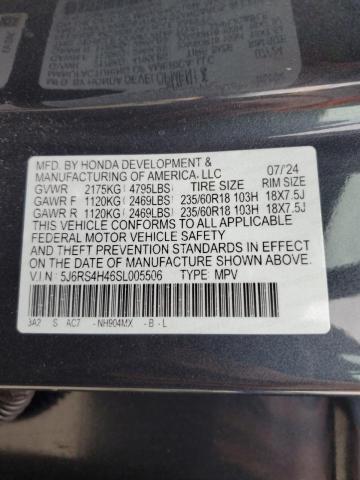 MFD. BY HONDA DEVELOPMENT &
MANUFACTURING OF AMERICA, LLC 07/24
GVWR 2175KG( 4795LBS) TIRE SIZE RIM SIZE
GAWR F 1120KG( 2469LBS) 235/60R18 103H 18X7.5J
GAWR R 1120KG( 2469LBS) 235/60R18 103H 18X7.5J
THIS VEHICLE CONFORMS TO ALL APPLICABLE
FEDERAL MOTOR VEHICLE SAFETY
AND THEFT PREVENTION STANDARDS IN EFFECT
ON THE DATE OF MANUFACTURE SHOWN ABOVE.
V.I.N: 5J6RS4H46SL005506 TYPE: MPV
3A2 S AC7 -NH904MX -B -L